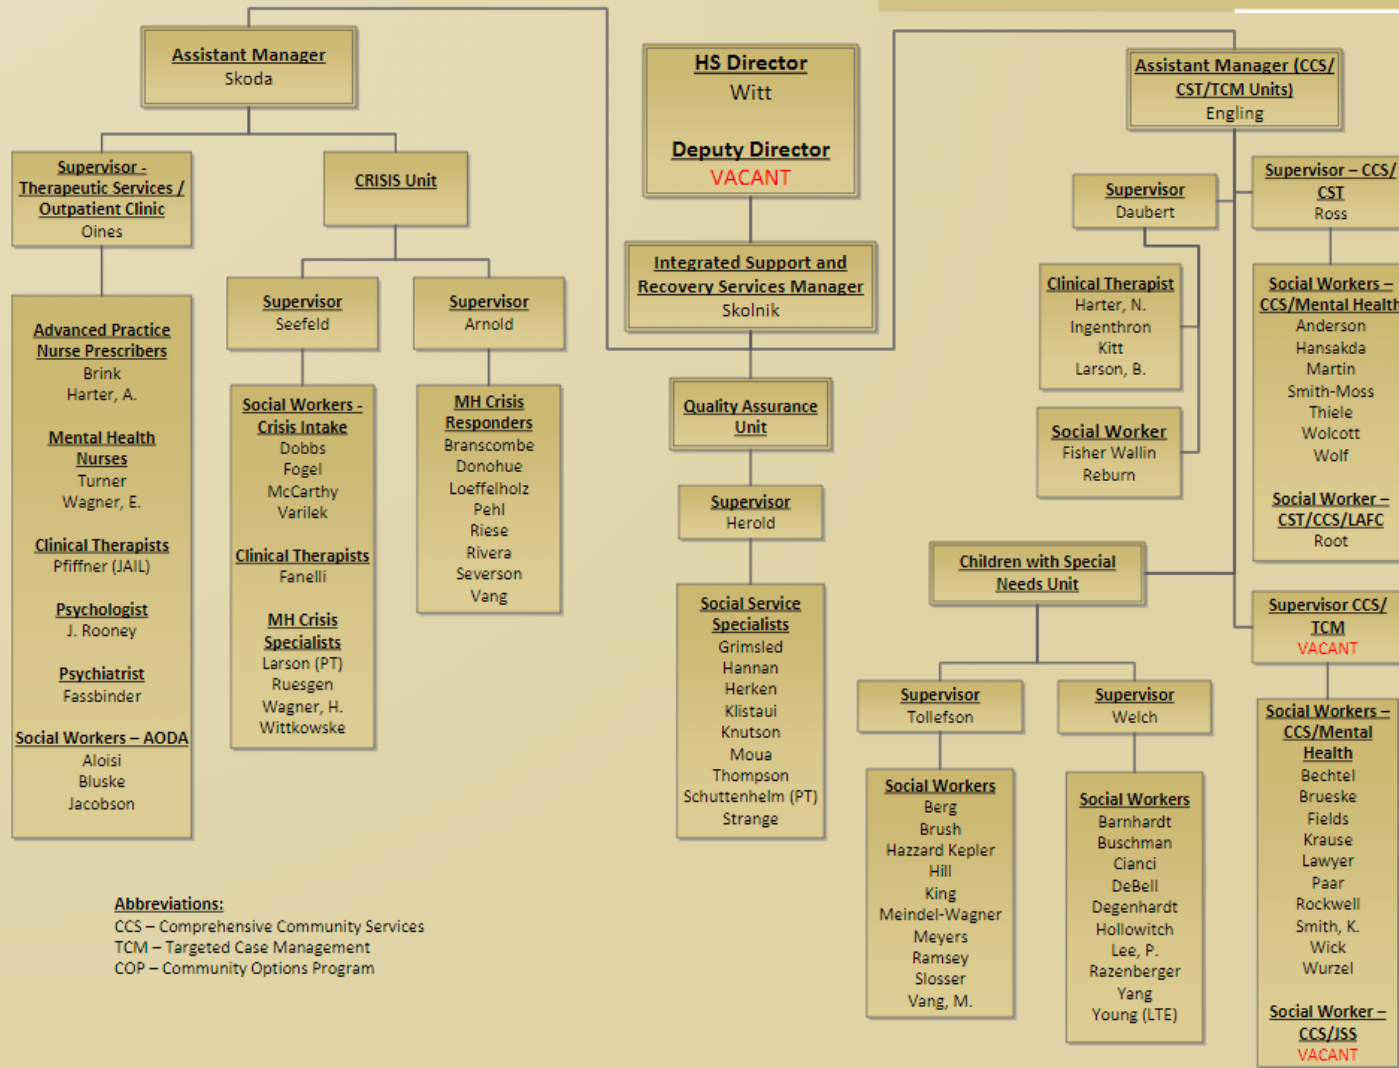 Assistant Manager
Skoda
HS Director
Witt
Deputy Director
VACANT
Assistant Manager (CCS/
CST/TCM Units)
Engling
Supervisor -
Therapeutic Services /
Outpatient Clinic
Oines
CRISIS Unit
Supervisor
Daubert
Supervisor – CCS/
CST
Ross
Integrated Support and
Recovery Services Manager
Skolnik
Supervisor
Seefeld
Supervisor
Arnold
Clinical Therapist
Harter, N.
Ingenthron
Kitt
Larson, B.
Social Workers –
CCS/Mental Health
Anderson
Hansakda
Martin
Smith-Moss
Thiele
Wolcott
Wolf
Social Worker –
CST/CCS/LAFC
Root
Advanced Practice
Nurse Prescribers
Brink
Harter, A.
Mental Health
Nurses
Turner
Wagner, E.
Clinical Therapists
Pfiffner (JAIL)
Psychologist
J. Rooney
Psychiatrist
Fassbinder
Social Workers – AODA
Aloisi
Bluske
Jacobson
Social Workers -
Crisis Intake
Dobbs
Fogel
McCarthy
Varilek
Clinical Therapists
Fanelli
MH Crisis
Specialists
Larson (PT)
Ruesgen
Wagner, H.
Wittkowske
MH Crisis
Responders
Branscombe
Donohue
Loeffelholz
Pehl
Riese
Rivera
Severson
Vang
Quality Assurance
Unit
Supervisor
Herold
Social Service
Specialists
Grimsled
Hannan
Herken
Klistaui
Knutson
Moua
Thompson
Schuttenhelm (PT)
Strange
Social Worker
Fisher Wallin
Reburn
Children with Special
Needs Unit
Supervisor
Tollefson
Supervisor
Welch
Social Workers
Berg
Brush
Hazzard Kepler
Hill
King
Meindel-Wagner
Meyers
Ramsey
Slosser
Vang, M.
Social Workers
Barnhardt
Buschman
Cianci
DeBell
Degenhardt
Hollowitch
Lee, P.
Razenberger
Yang
Young (LTE)
Supervisor CCS/
TCM
VACANT
Social Workers –
CCS/Mental
Health
Bechtel
Brueske
Fields
Krause
Lawyer
Paar
Rockwell
Smith, K.
Wick
Wurzel
Social Worker –
CCS/JSS
VACANT
Abbreviations:
CCS – Comprehensive Community Services
TCM – Targeted Case Management
COP – Community Options Program